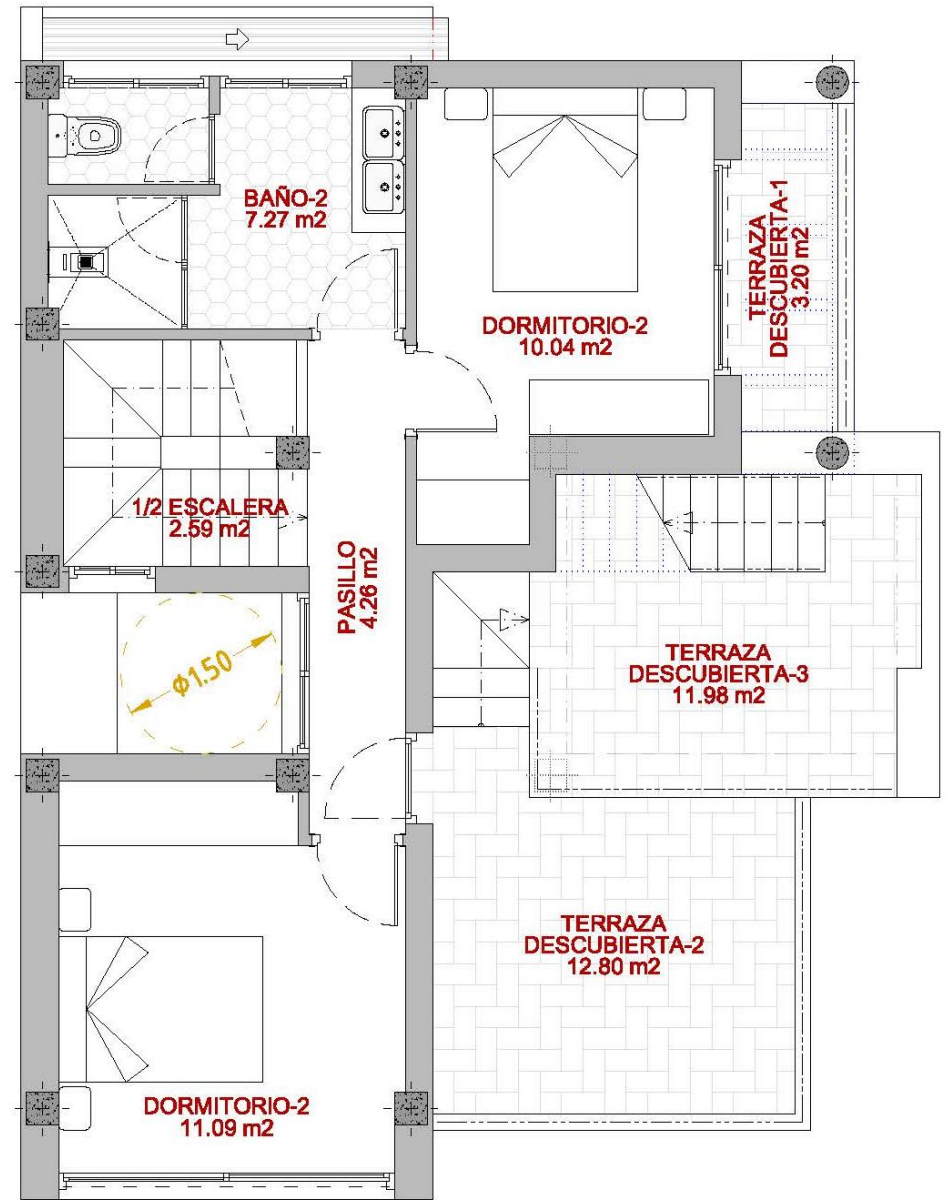 BAÑO-2
7.27 m2
TERRAZA
DESCUBIERTA-1
3.20 m2
DORMITORIO-2
10.04 m2
1/2 ESCALERA
2.59 m2
PASILLO
4.26 m2
ϕ1.50
TERRAZA
DESCUBIERTA-3
11.98 m2
TERRAZA
DESCUBIERTA-2
12.80 m2
DORMITORIO-2
11.09 m2